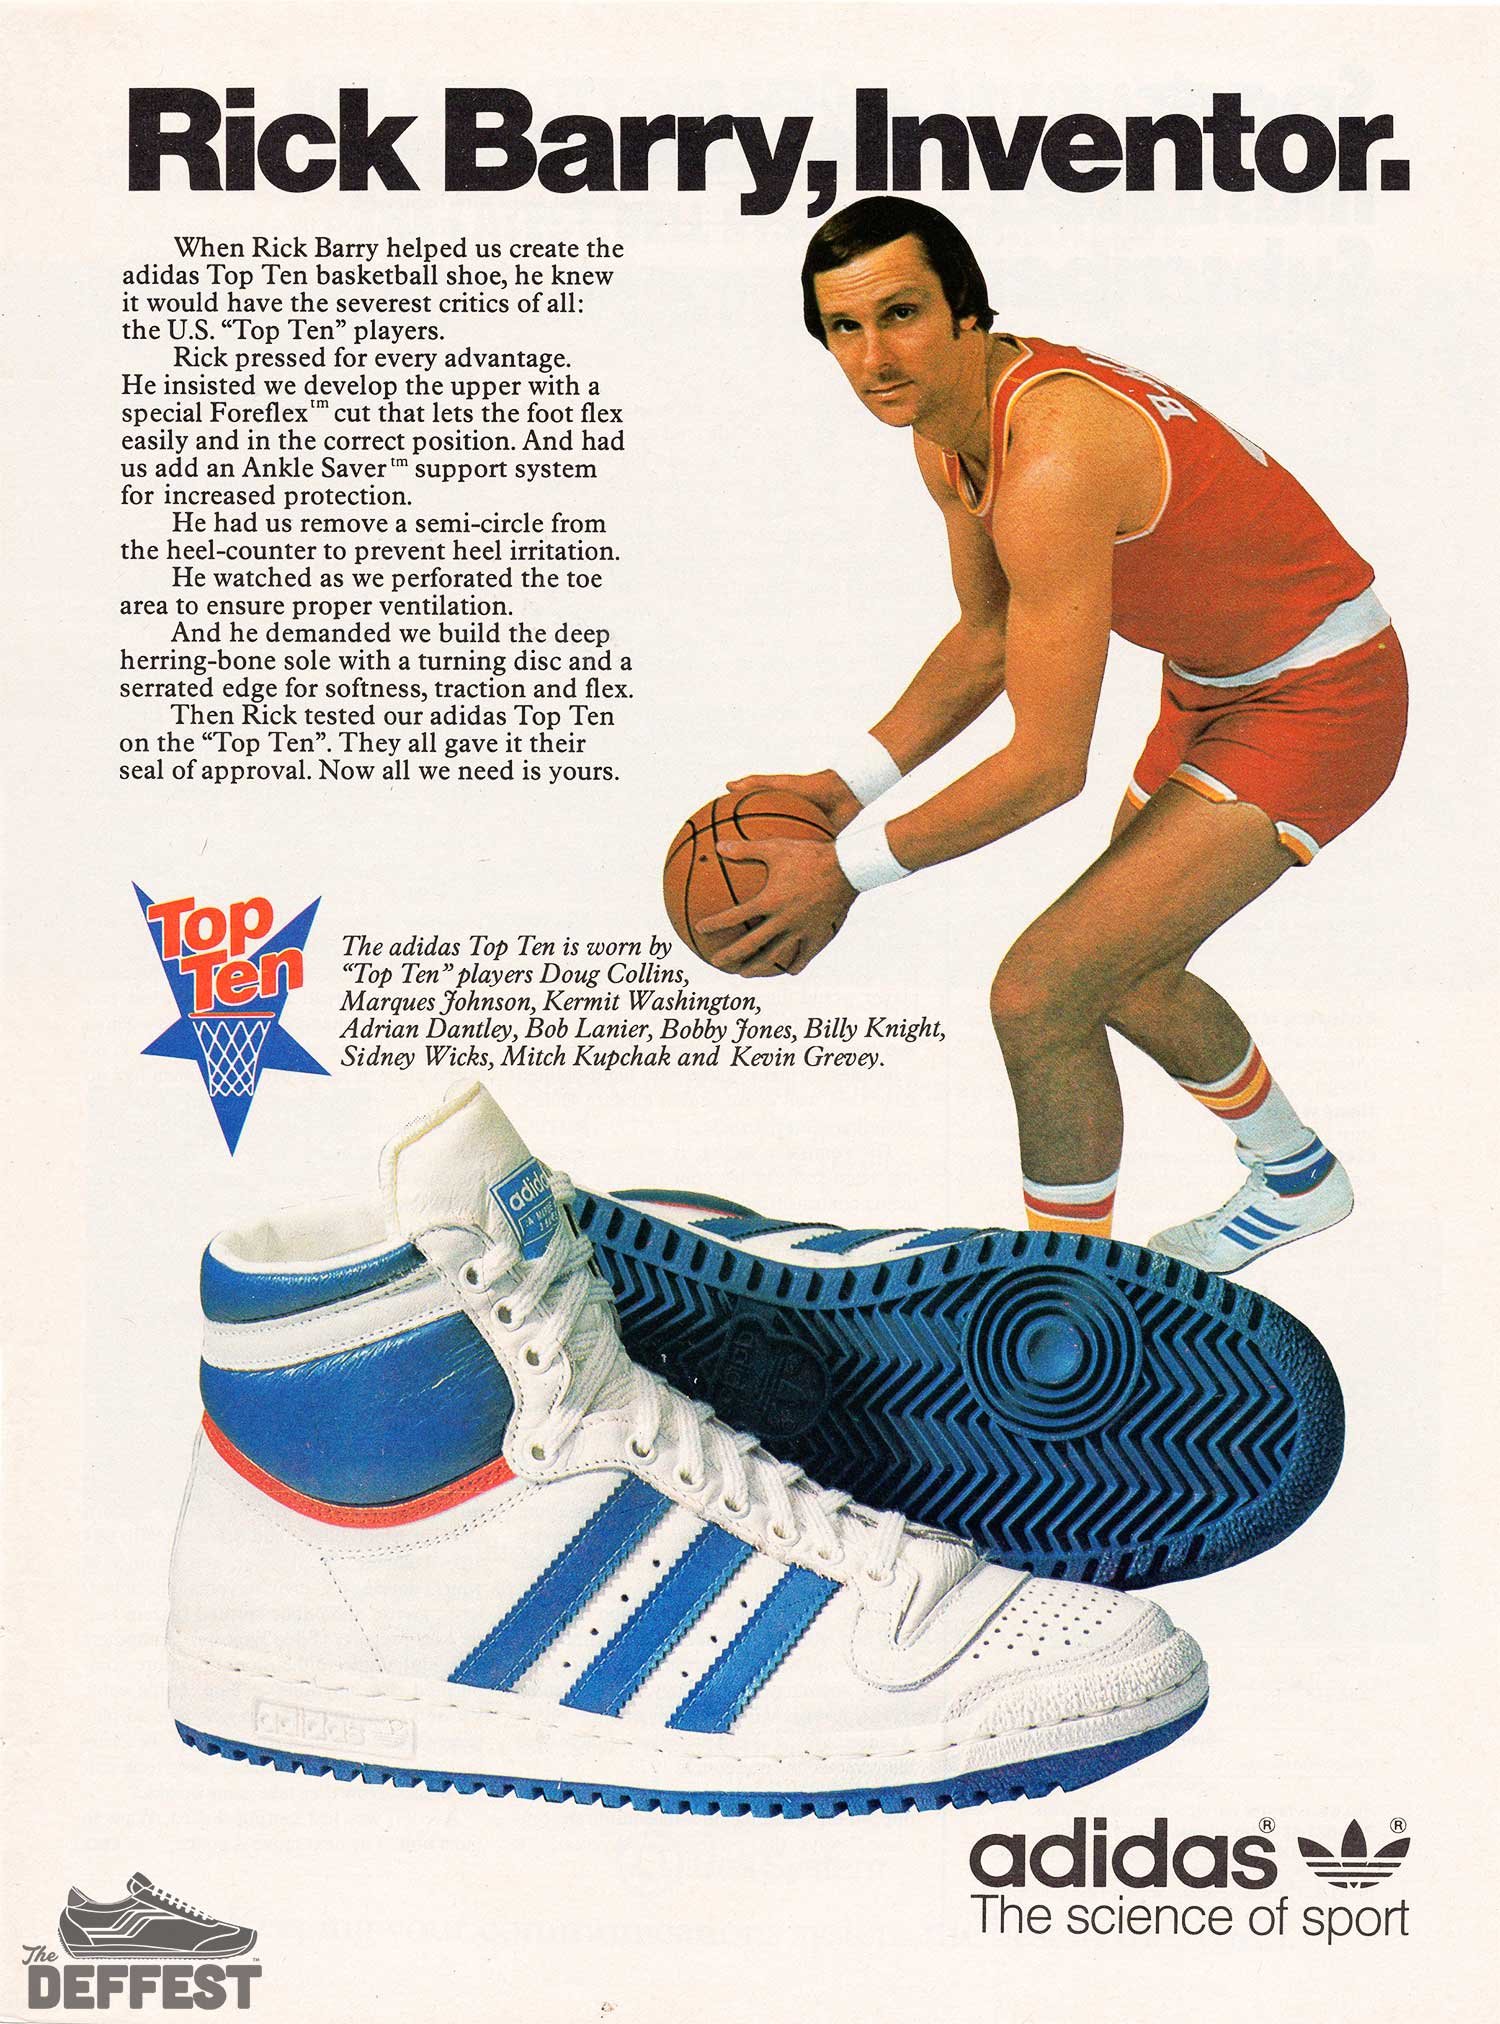 Rick Barry, Inventor.
When Rick Barry helped us create the
adidas Top Ten basketball shoe, he knew
it would have the severest critics of all:
the U.S. “Top Ten” players.
Rick pressed for every advantage.
He insisted we develop the upper with a
special Foreflex™ cut that lets the foot flex
easily and in the correct position. And had
us add an Ankle Saver™ support system
for increased protection.
He had us remove a semi-circle from
the heel-counter to prevent heel irritation.
He watched as we perforated the toe
area to ensure proper ventilation.
And he demanded we build the deep
herring-bone sole with a turning disc and a
serrated edge for softness, traction and flex.
Then Rick tested our adidas Top Ten
on the “Top Ten”. They all gave it their
seal of approval. Now all we need is yours.
Top
Ten
The adidas Top Ten is worn by
“Top Ten” players Doug Collins,
Marques Johnson, Kermit Washington,
Adrian Dantley, Bob Lanier, Bobby Jones, Billy Knight,
Sidney Wicks, Mitch Kupchak and Kevin Grevey.
adidas
adidas® ®
The science of sport
The
DEFFEST™